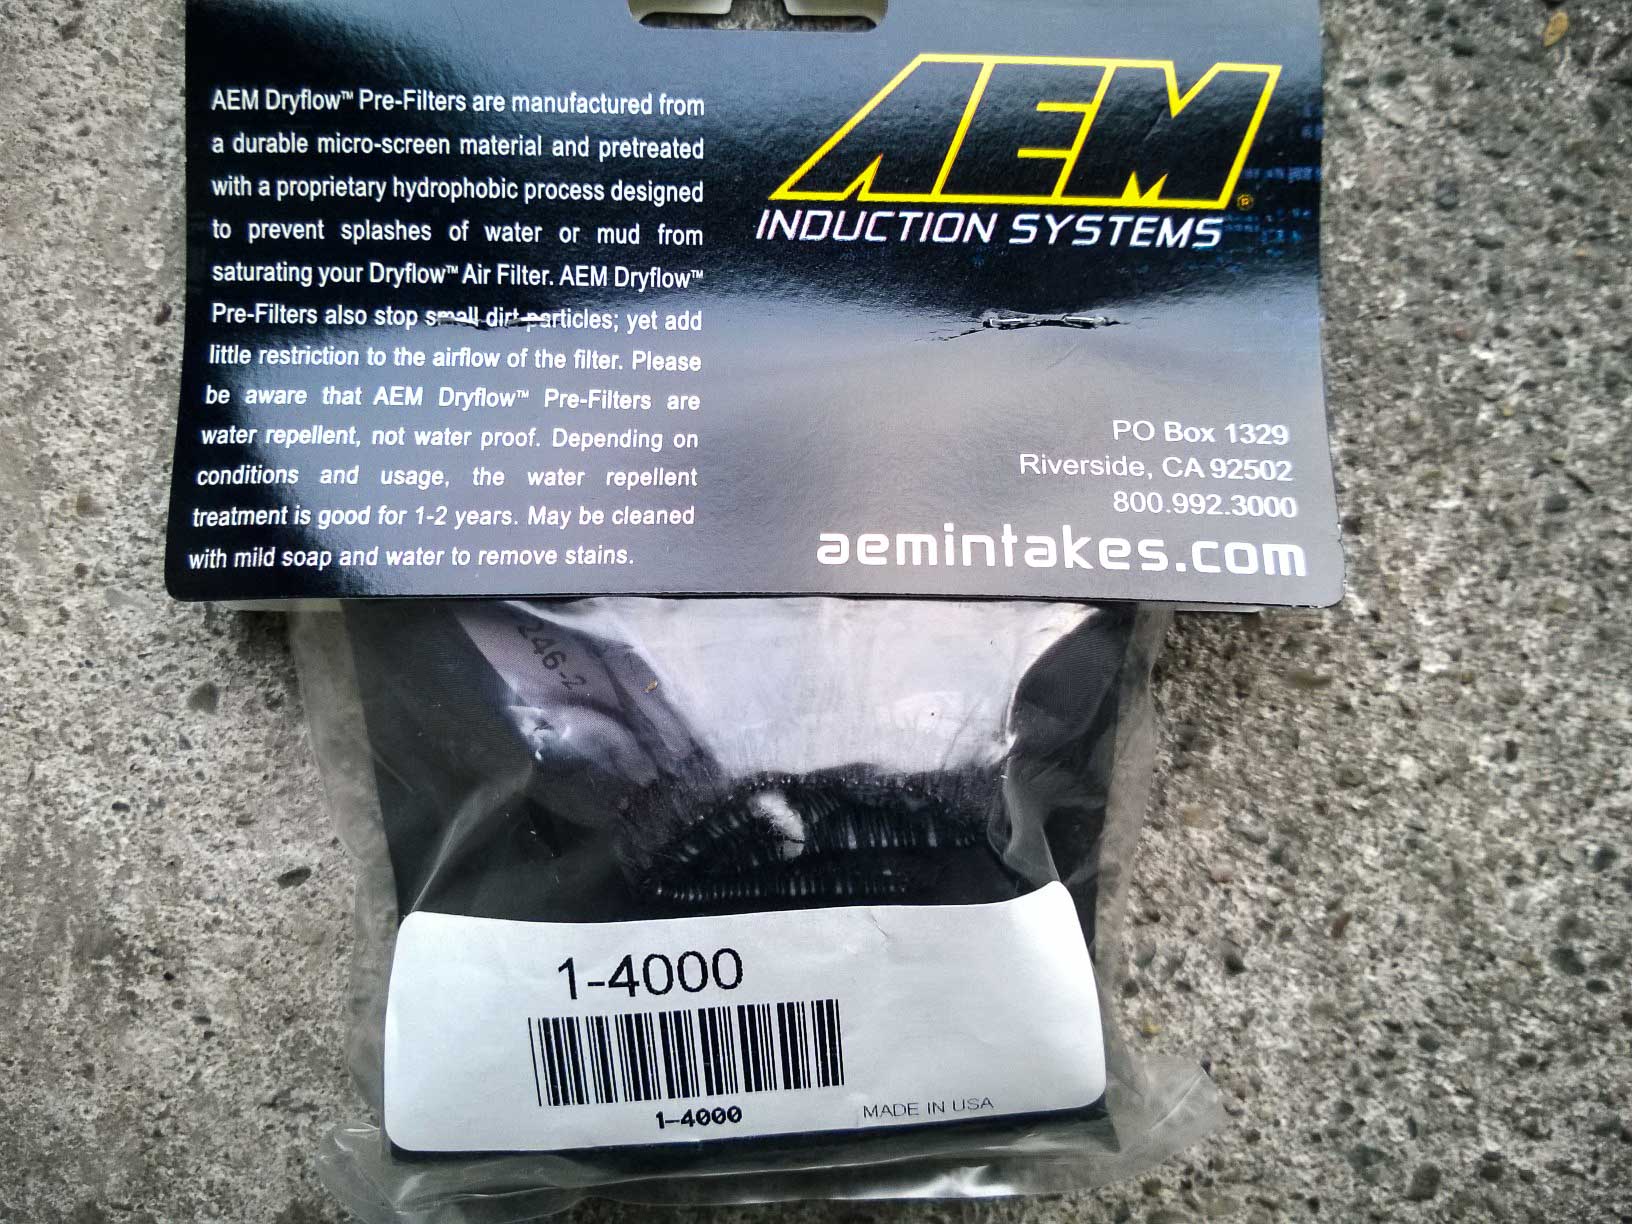 AEM Dryflow™ Pre-Filters are manufactured from
a durable micro-screen material and pretreated
with a proprietary hydrophobic process designed
to prevent splashes of water or mud from
saturating your Dryflow™ Air Filter. AEM Dryflow™
Pre-Filters also stop small dirt particles; yet add
little restriction to the airflow of the filter. Please
be aware that AEM Dryflow™ Pre-Filters are
water repellent, not water proof. Depending on
conditions and usage, the water repellent
treatment is good for 1-2 years. May be cleaned
with mild soap and water to remove stains.
AEM®
INDUCTION SYSTEMS
PO Box 1329
Riverside, CA 92502
800.992.3000
aemintakes.com
246-2
1-4000
1-4000
MADE IN USA